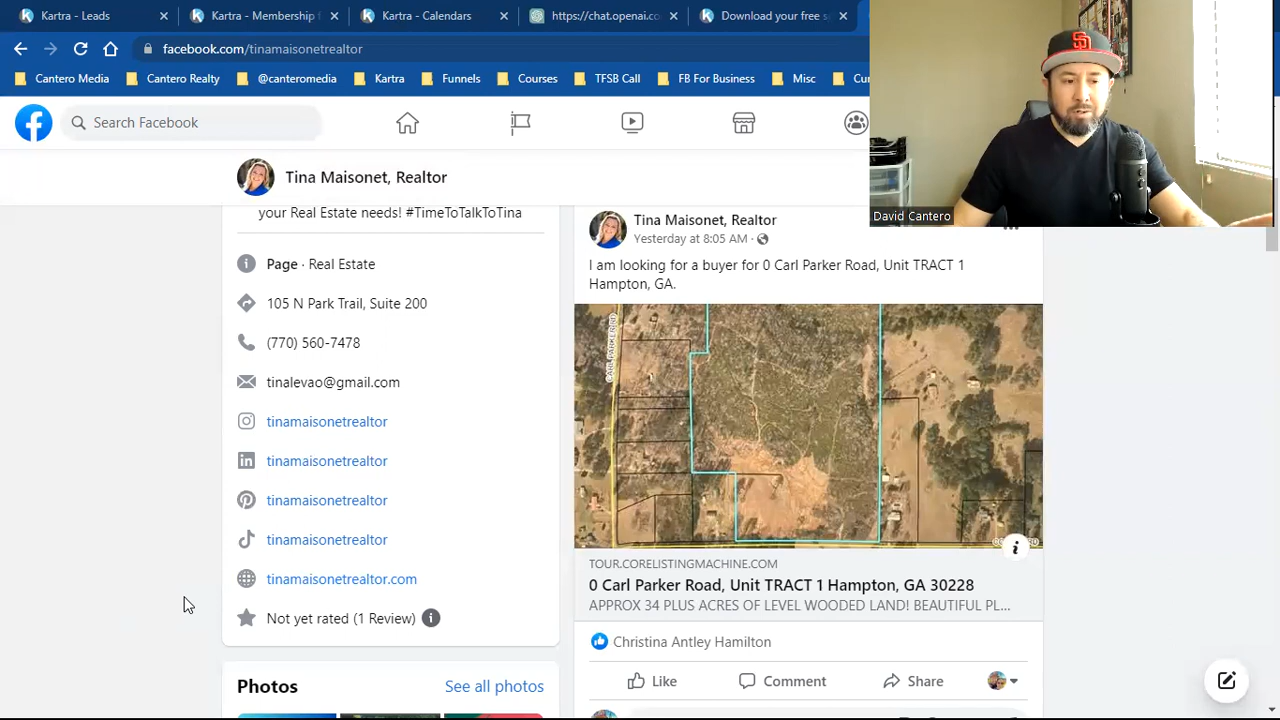 Kartra - Leads
Kartra - Membership f
Kartra - Calendars
https://chat.openai.co
Download your free s
facebook.com/tinamaisonetrealtor
Cantero Media
Cantero Realty
@canteromedia
Kartra
Funnels
Courses
TFSB Call
FB For Business
Misc
Cur
SD
David Cantero
Search Facebook
Tina Maisonet, Realtor
your Real Estate needs! #TimeToTalkToTina
Page · Real Estate
105 N Park Trail, Suite 200
(770) 560-7478
tinalevao@gmail.com
tinamaisonetrealtor
tinamaisonetrealtor
tinamaisonetrealtor
tinamaisonetrealtor
tinamaisonetrealtor.com
Not yet rated (1 Review)
Photos
See all photos
Tina Maisonet, Realtor
Yesterday at 8:05 AM ·
I am looking for a buyer for 0 Carl Parker Road, Unit TRACT 1
Hampton, GA.
CARL PARKER RD
TOUR.CORELISTINGMACHINE.COM
0 Carl Parker Road, Unit TRACT 1 Hampton, GA 30228
APPROX 34 PLUS ACRES OF LEVEL WOODED LAND! BEAUTIFUL PL...
Christina Antley Hamilton
Like
Comment
Share